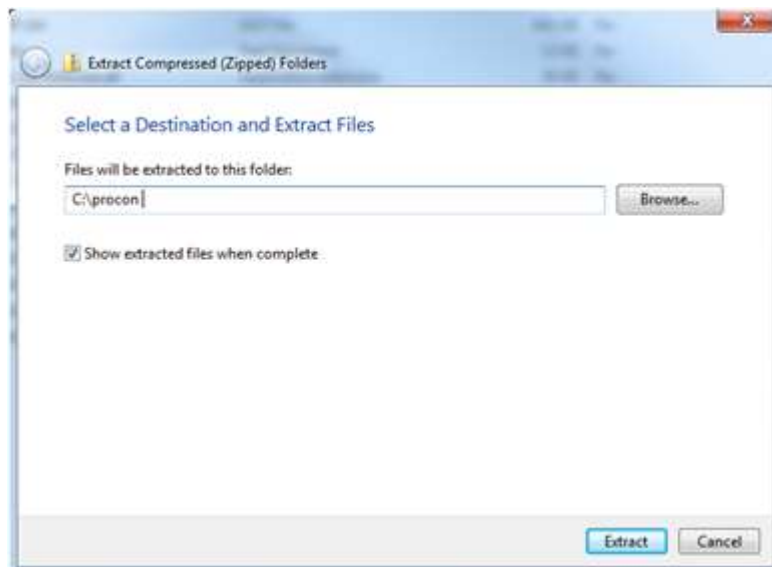 Extract Compressed (Zipped) Folders
Select a Destination and Extract Files
Files will be extracted to this folder:
C:\procon
Browse...
Show extracted files when complete
Extract
Cancel